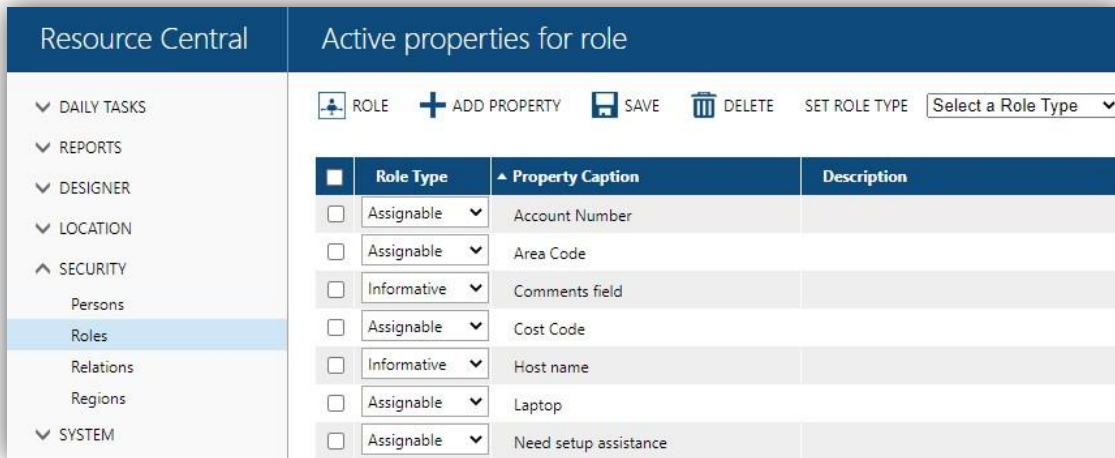 Resource Central
Active properties for role
DAILY TASKS
REPORTS
DESIGNER
LOCATION
SECURITY
Persons
Roles
Relations
Regions
SYSTEM
ROLE ADD PROPERTY SAVE DELETE SET ROLE TYPE Select a Role Type
Role Type Property Caption Description
Assignable Account Number
Assignable Area Code
Informative Comments field
Assignable Cost Code
Informative Host name
Assignable Laptop
Assignable Need setup assistance